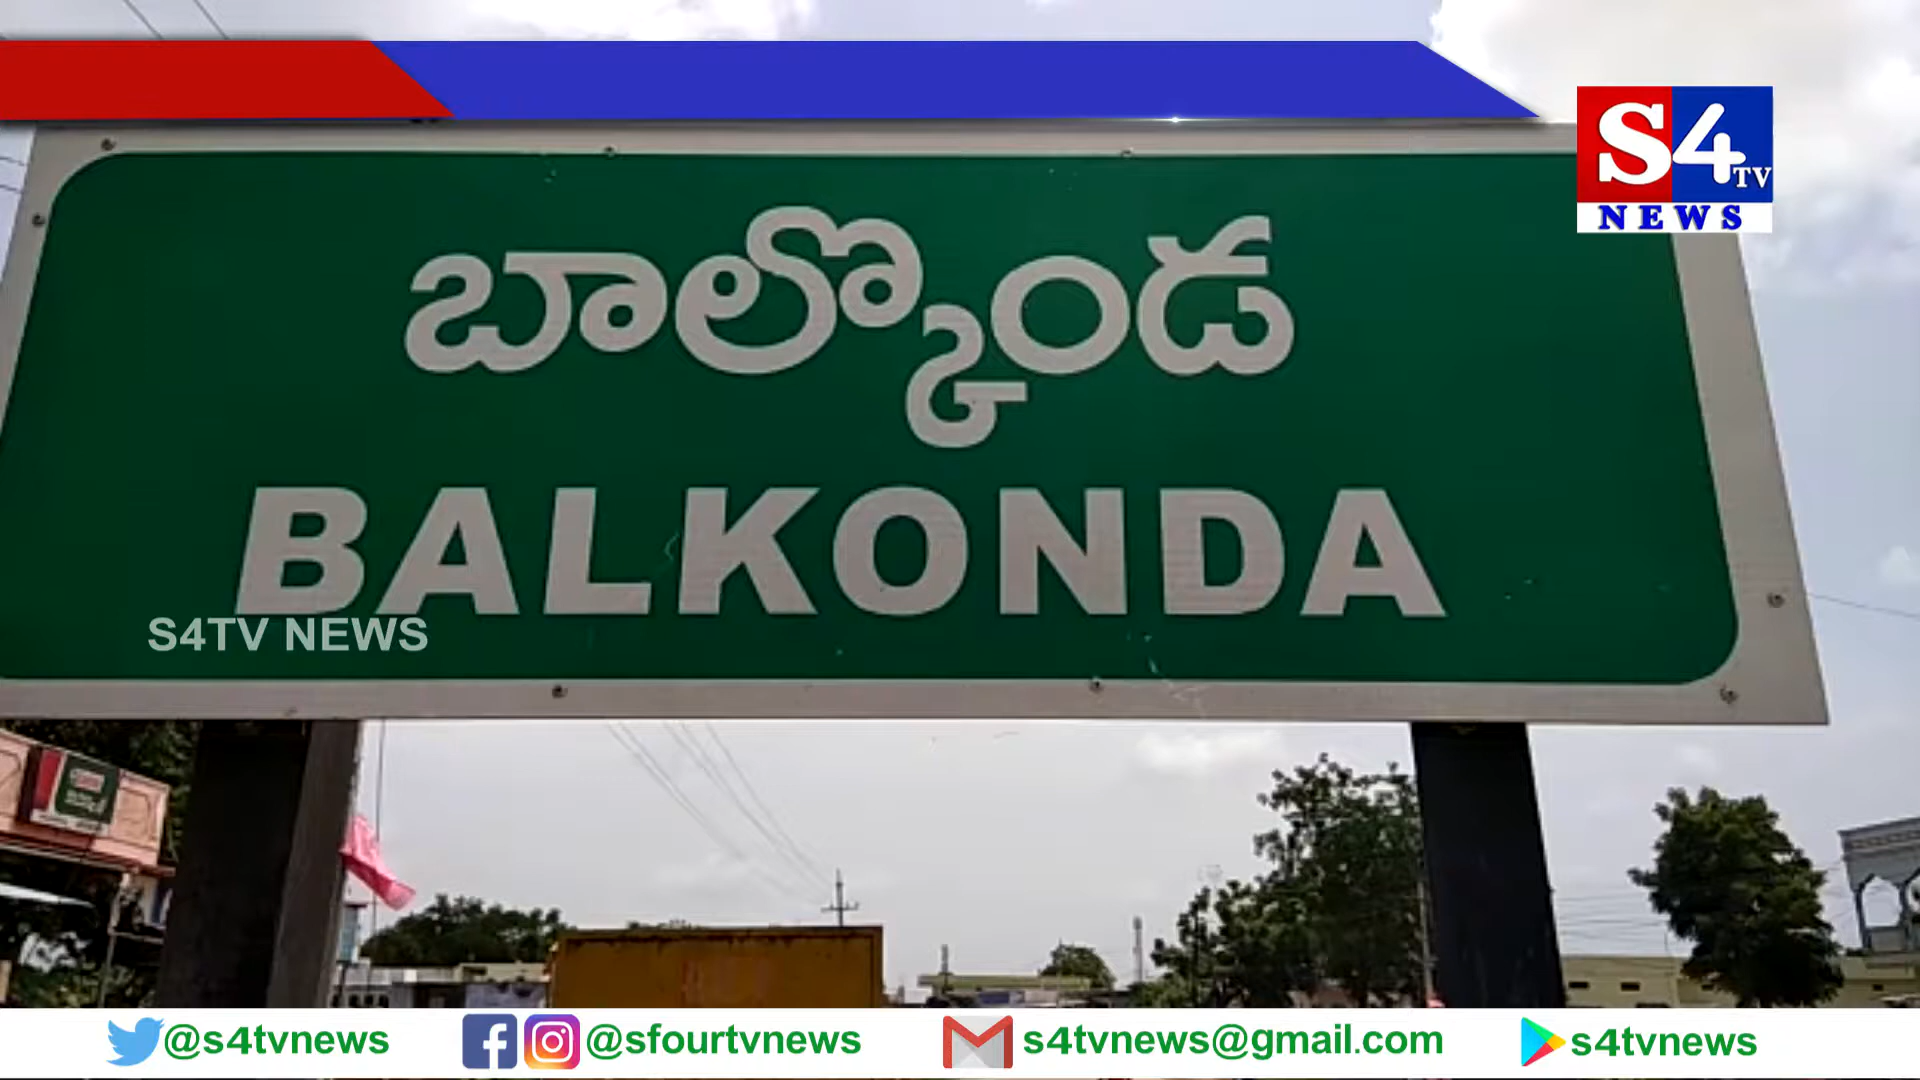 S4
TV
NEWS
బాల్కొండ
BALKONDA
S4TV NEWS
@s4tvnews
@sfourtvnews
s4tvnews@gmail.com
s4tvnews